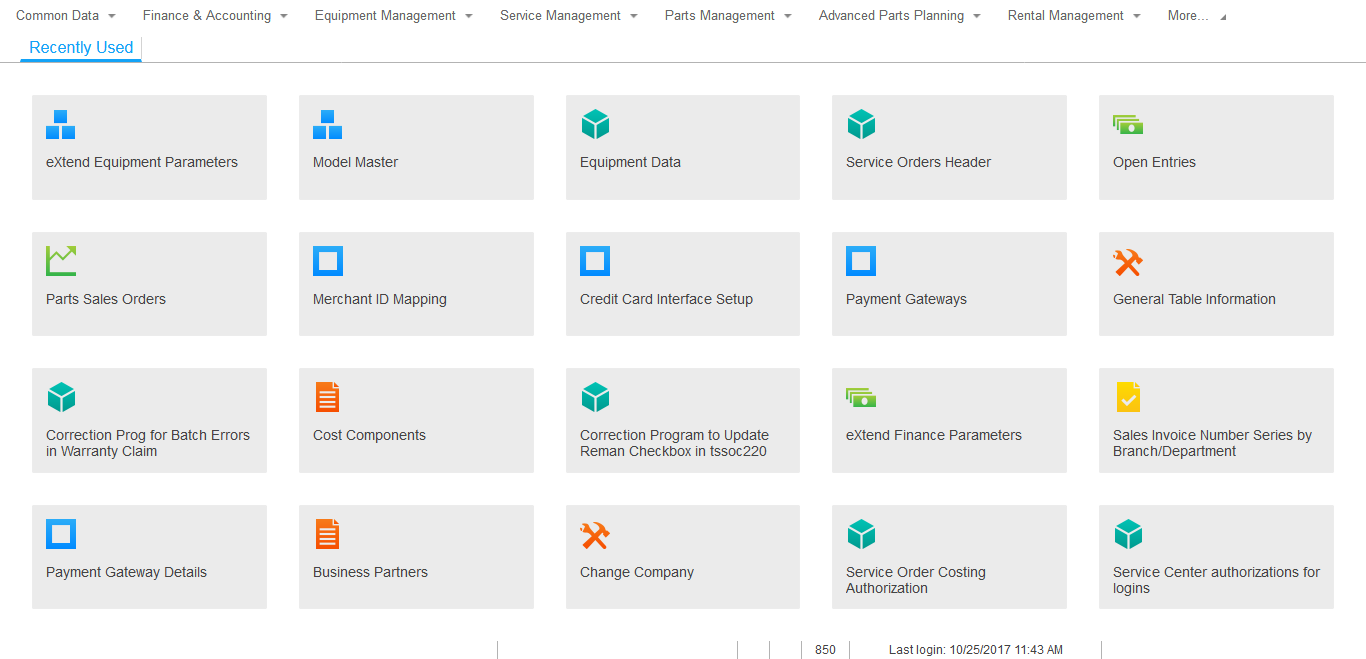 Common Data Finance & Accounting Equipment Management Service Management Parts Management Advanced Parts Planning Rental Management More...
Recently Used
eXtend Equipment Parameters
Model Master
Equipment Data
Service Orders Header
Open Entries
Parts Sales Orders
Merchant ID Mapping
Credit Card Interface Setup
Payment Gateways
General Table Information
Correction Prog for Batch Errors
in Warranty Claim
Cost Components
Correction Program to Update
Reman Checkbox in tssoc220
eXtend Finance Parameters
Sales Invoice Number Series by
Branch/Department
Payment Gateway Details
Business Partners
Change Company
Service Order Costing
Authorization
Service Center authorizations for
logins
850 Last login: 10/25/2017 11:43 AM